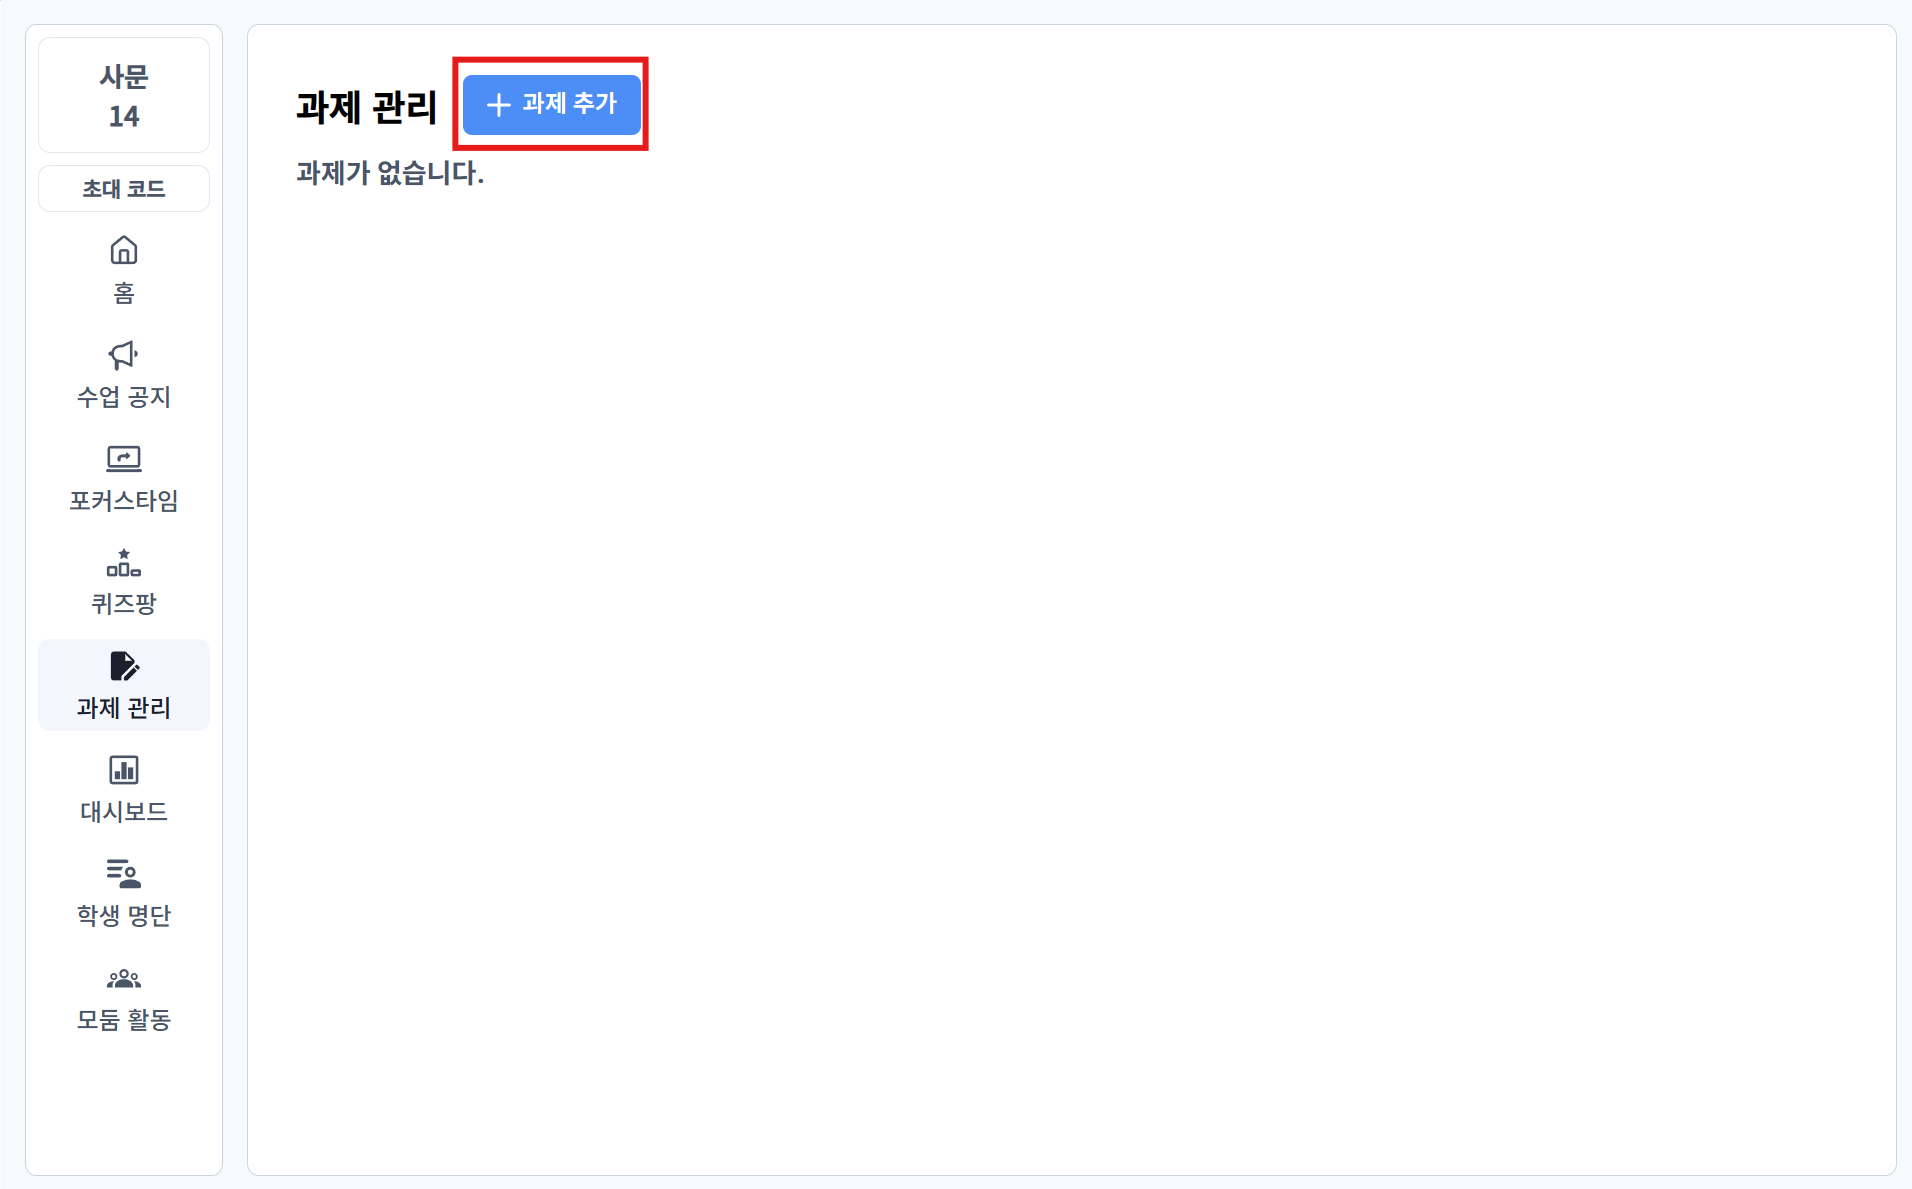 사문
14
초대 코드
홈
수업 공지
포커스타임
퀴즈팡
과제 관리
대시보드
학생 명단
모둠 활동
과제 관리
과제 추가
과제가 없습니다.